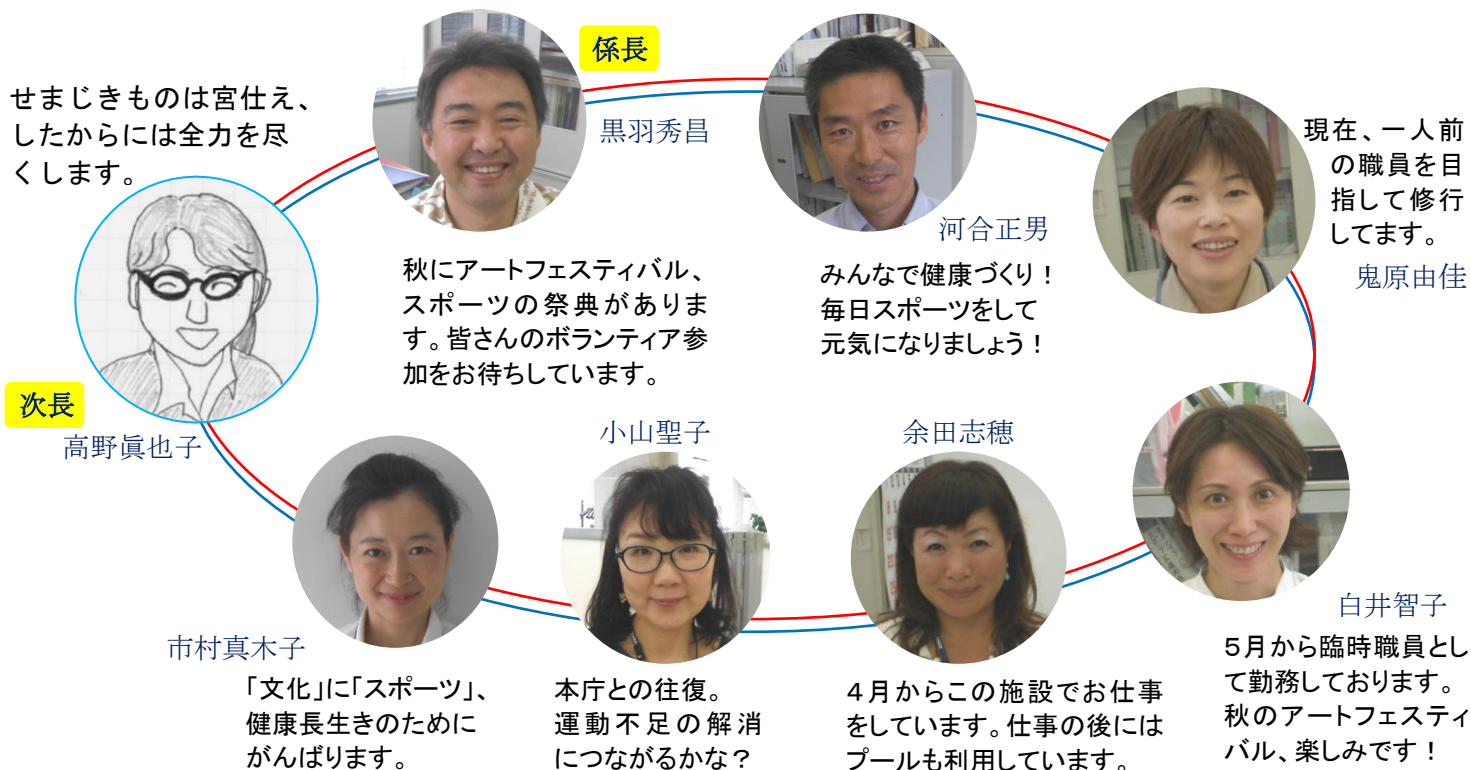 せまじきものは宮仕え、
したからには全力を尽
くします。
次長
高野眞也子
係長
黒羽秀昌
秋にアートフェスティバル、
スポーツの祭典がありま
す。皆さんのボランティア参
加をお待ちしています。
河合正男
みんなで健康づくり！
毎日スポーツをして
元気になりましょう！
現在、一人前
の職員を目
指して修行
してます。
鬼原由佳
市村真木子
「文化」に「スポーツ」、
健康長生きのために
がんばります。
小山聖子
本庁との往復。
運動不足の解消
につながるかな？
余田志穂
４月からこの施設でお仕事
をしています。仕事の後には
プールも利用しています。
白井智子
５月から臨時職員とし
て勤務しております。
秋のアートフェスティ
バル、楽しみです！